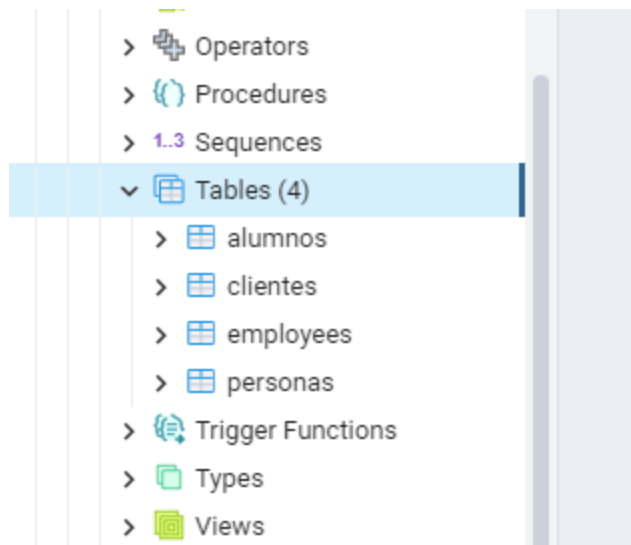 Operators
Procedures
1..3 Sequences
Tables (4)
alumnos
clientes
employees
personas
Trigger Functions
Types
Views